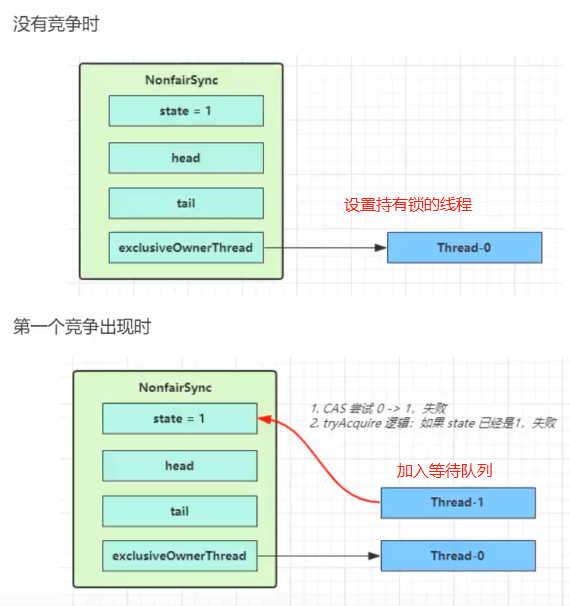 没有竞争时
NonfairSync
state = 1
head
tail
设置持有锁的线程
exclusiveOwnerThread
Thread-0
第一个竞争出现时
NonfairSync
1. CAS 尝试 0 -> 1，失败
state = 1
2. tryAcquire 逻辑：如果 state 已经是1，失败
head
加入等待队列
Thread-1
tail
exclusiveOwnerThread
Thread-0